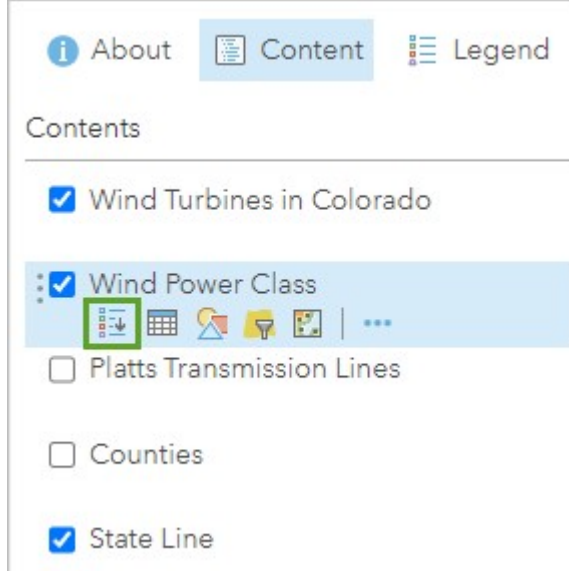 About Content Legend
Contents
Wind Turbines in Colorado
Wind Power Class
Platts Transmission Lines
Counties
State Line